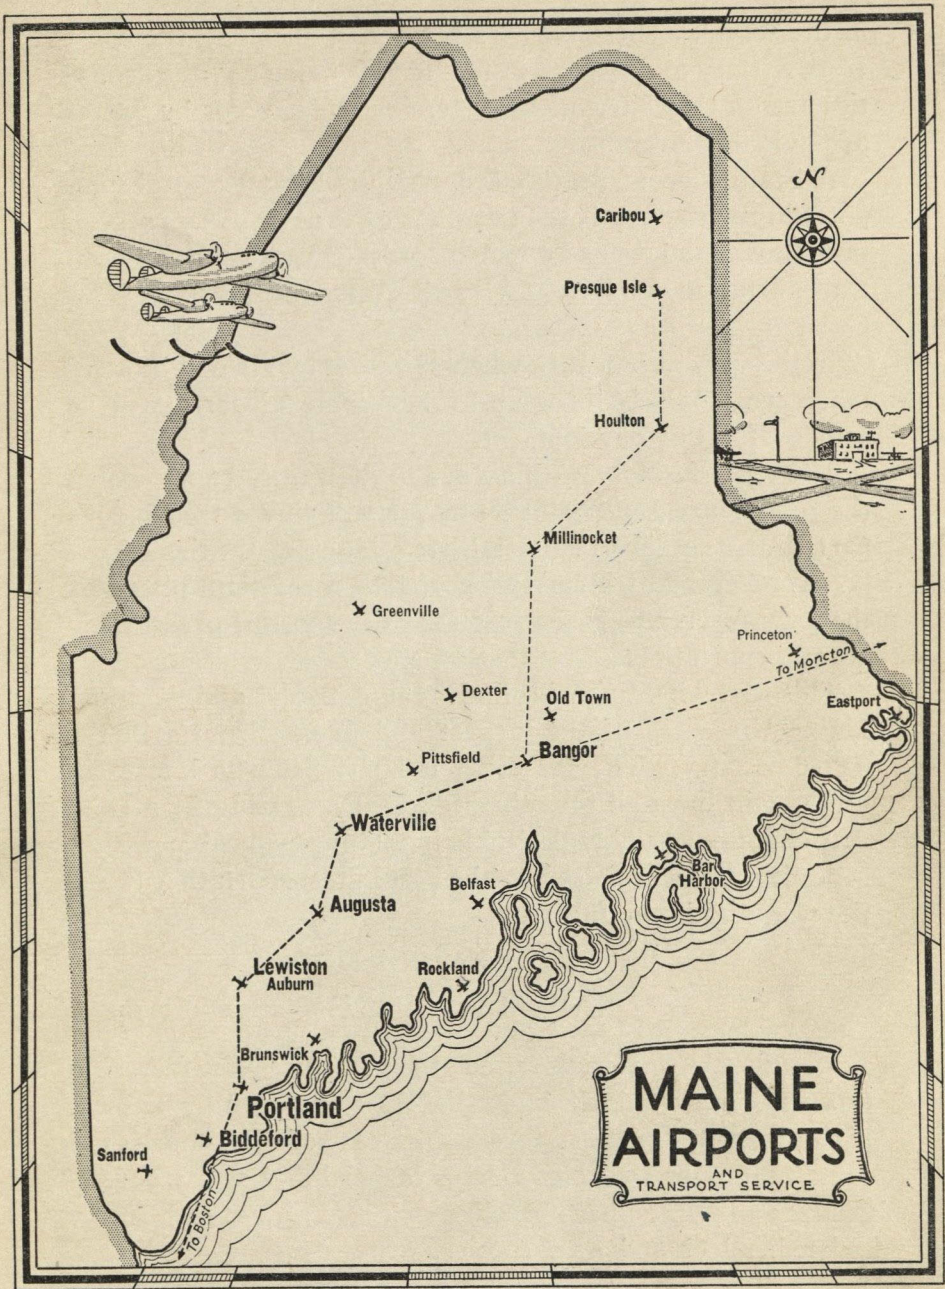 N
Caribou
Presque Isle
Houlton
Millinocket
Greenville
Princeton
To Moncton
Dexter
Old Town
Eastport
Pittsfield
Bangor
Waterville
Bar
Harbor
Belfast
Augusta
Lewiston
Auburn
Rockland
Brunswick
Portland
Biddeford
Sanford
To Boston
MAINE
AIRPORTS
AND
TRANSPORT SERVICE